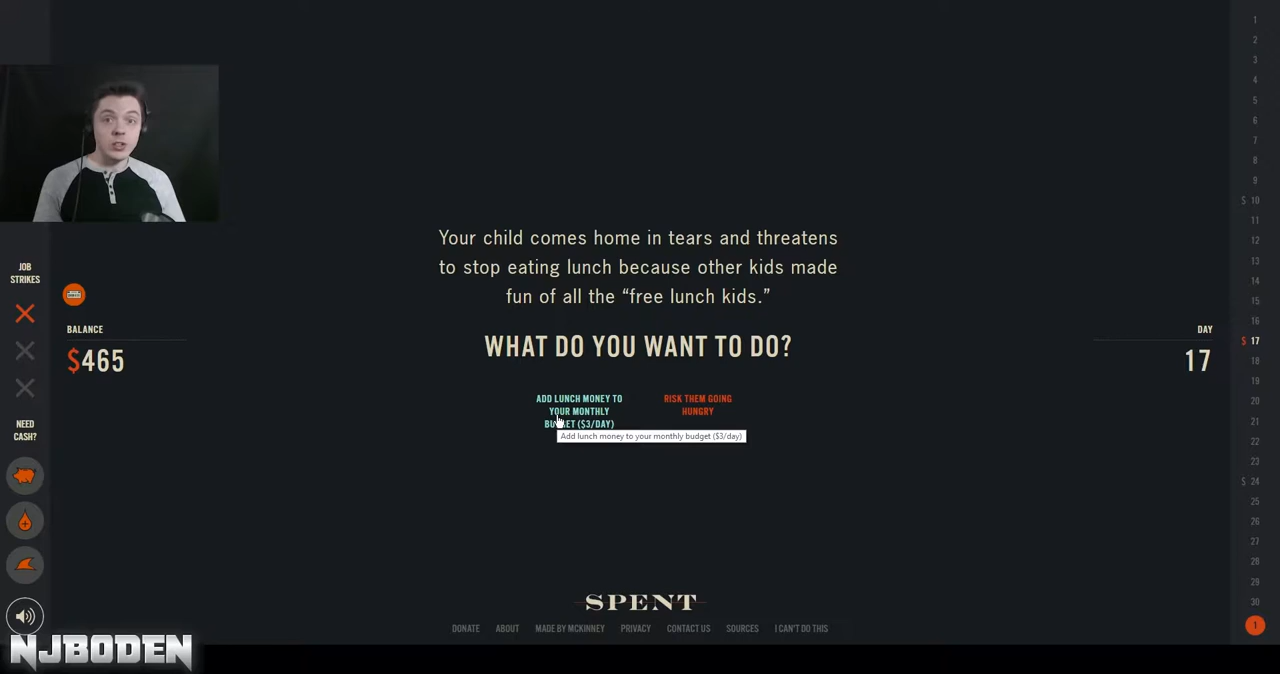 JOB
STRIKES
BALANCE
$465
NEED
CASH?
Your child comes home in tears and threatens
to stop eating lunch because other kids made
fun of all the “free lunch kids.”
WHAT DO YOU WANT TO DO?
ADD LUNCH MONEY TO
YOUR MONTHLY
BUDGET ($3/DAY)
RISK THEM GOING
HUNGRY
Add lunch money to your monthly budget ($3/day)
DAY
17
1
2
3
4
5
6
7
8
9
$ 10
11
12
13
14
15
16
$ 17
18
19
20
21
22
23
$ 24
25
26
27
28
29
30
1
SPENT
DONATE ABOUT MADE BY MCKINNEY PRIVACY CONTACT US SOURCES I CAN'T DO THIS
NJBODEN